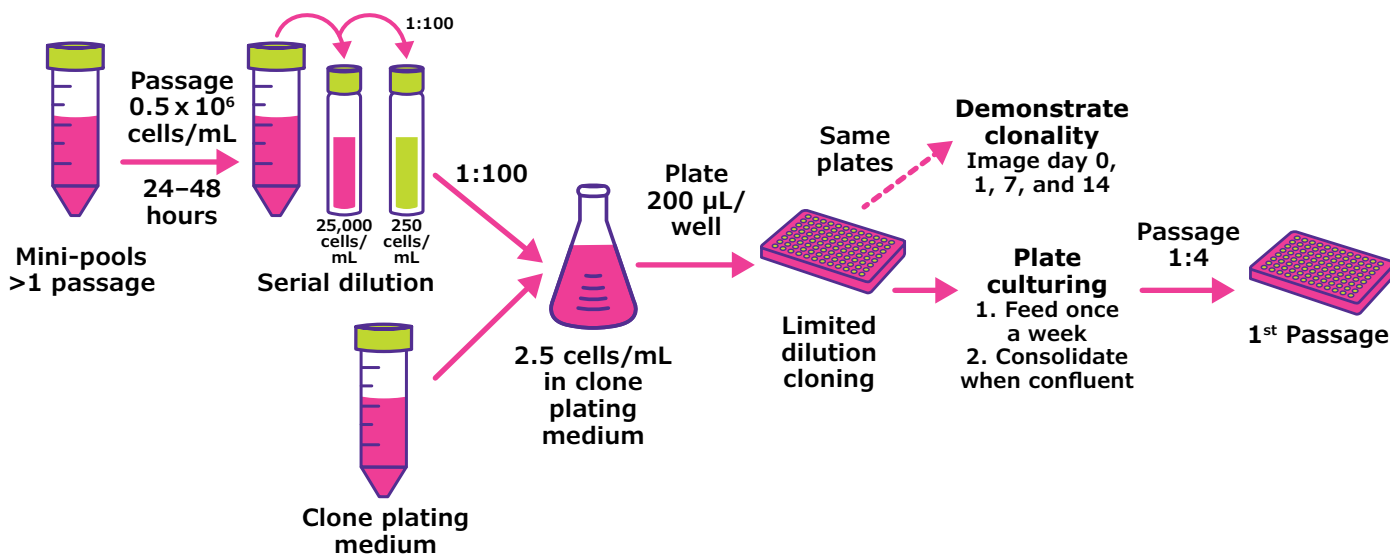 Mini-pools
>1 passage
Passage
0.5 x 10⁶
cells/mL
24–48
hours
1:100
25,000
cells/
mL
250
cells/
mL
Serial dilution
1:100
Clone plating
medium
2.5 cells/mL
in clone
plating
medium
Plate
200 µL/
well
Limited
dilution
cloning
Same
plates
Demonstrate
clonality
Image day 0,
1, 7, and 14
Plate
culturing
1. Feed once
a week
2. Consolidate
when confluent
Passage
1:4
1ˢᵗ Passage